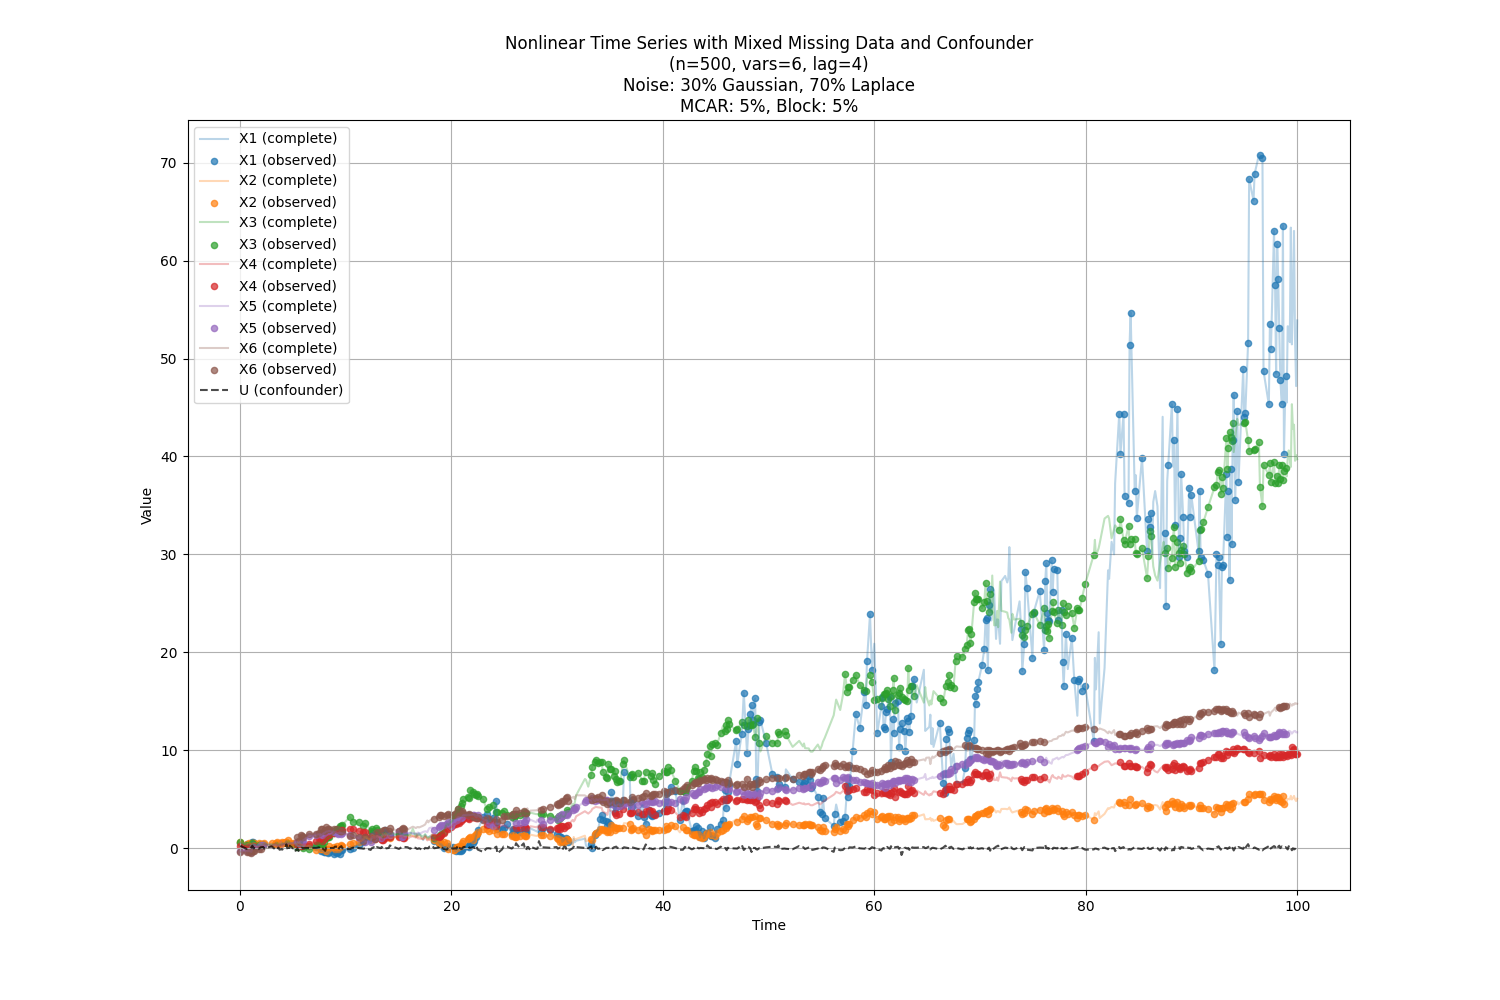 Nonlinear Time Series with Mixed Missing Data and Confounder
(n=500, vars=6, lag=4)
Noise: 30% Gaussian, 70% Laplace
MCAR: 5%, Block: 5%
X1 (complete)
X1 (observed)
X2 (complete)
X2 (observed)
X3 (complete)
X3 (observed)
X4 (complete)
X4 (observed)
X5 (complete)
X5 (observed)
X6 (complete)
X6 (observed)
U (confounder)
70
60
50
40
30
20
10
0
Value
0 20 40 60 80 100
Time